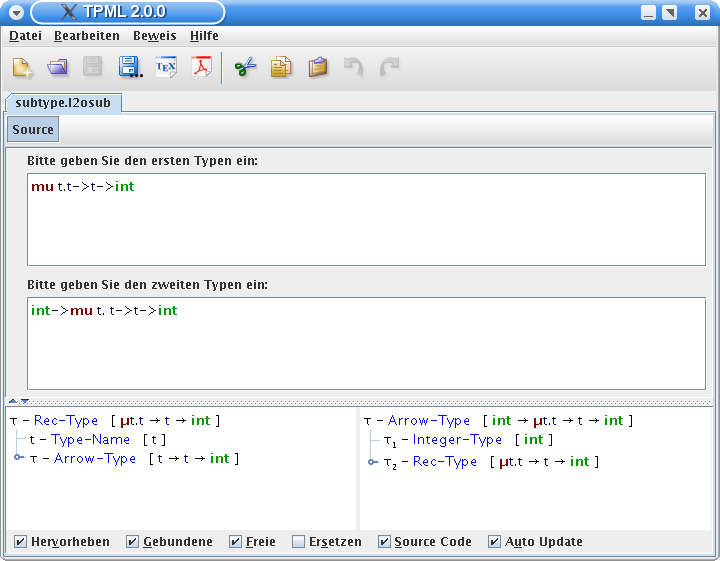 TPML 2.0.0
Datei Bearbeiten Beweis Hilfe
TEX
subtype.l2osub
Source
Bitte geben Sie den ersten Typen ein:
mu t.t->t->int
Bitte geben Sie den zweiten Typen ein:
int->mu t. t->t->int
τ – Rec-Type [ μt.t → t → int ]
t – Type-Name [ t ]
τ – Arrow-Type [ t → t → int ]
τ – Arrow-Type [ int → μt.t → t → int ]
τ1 – Integer-Type [ int ]
τ2 – Rec-Type [ μt.t → t → int ]
Hervorheben Gebundene Freie Ersetzen Source Code Auto Update